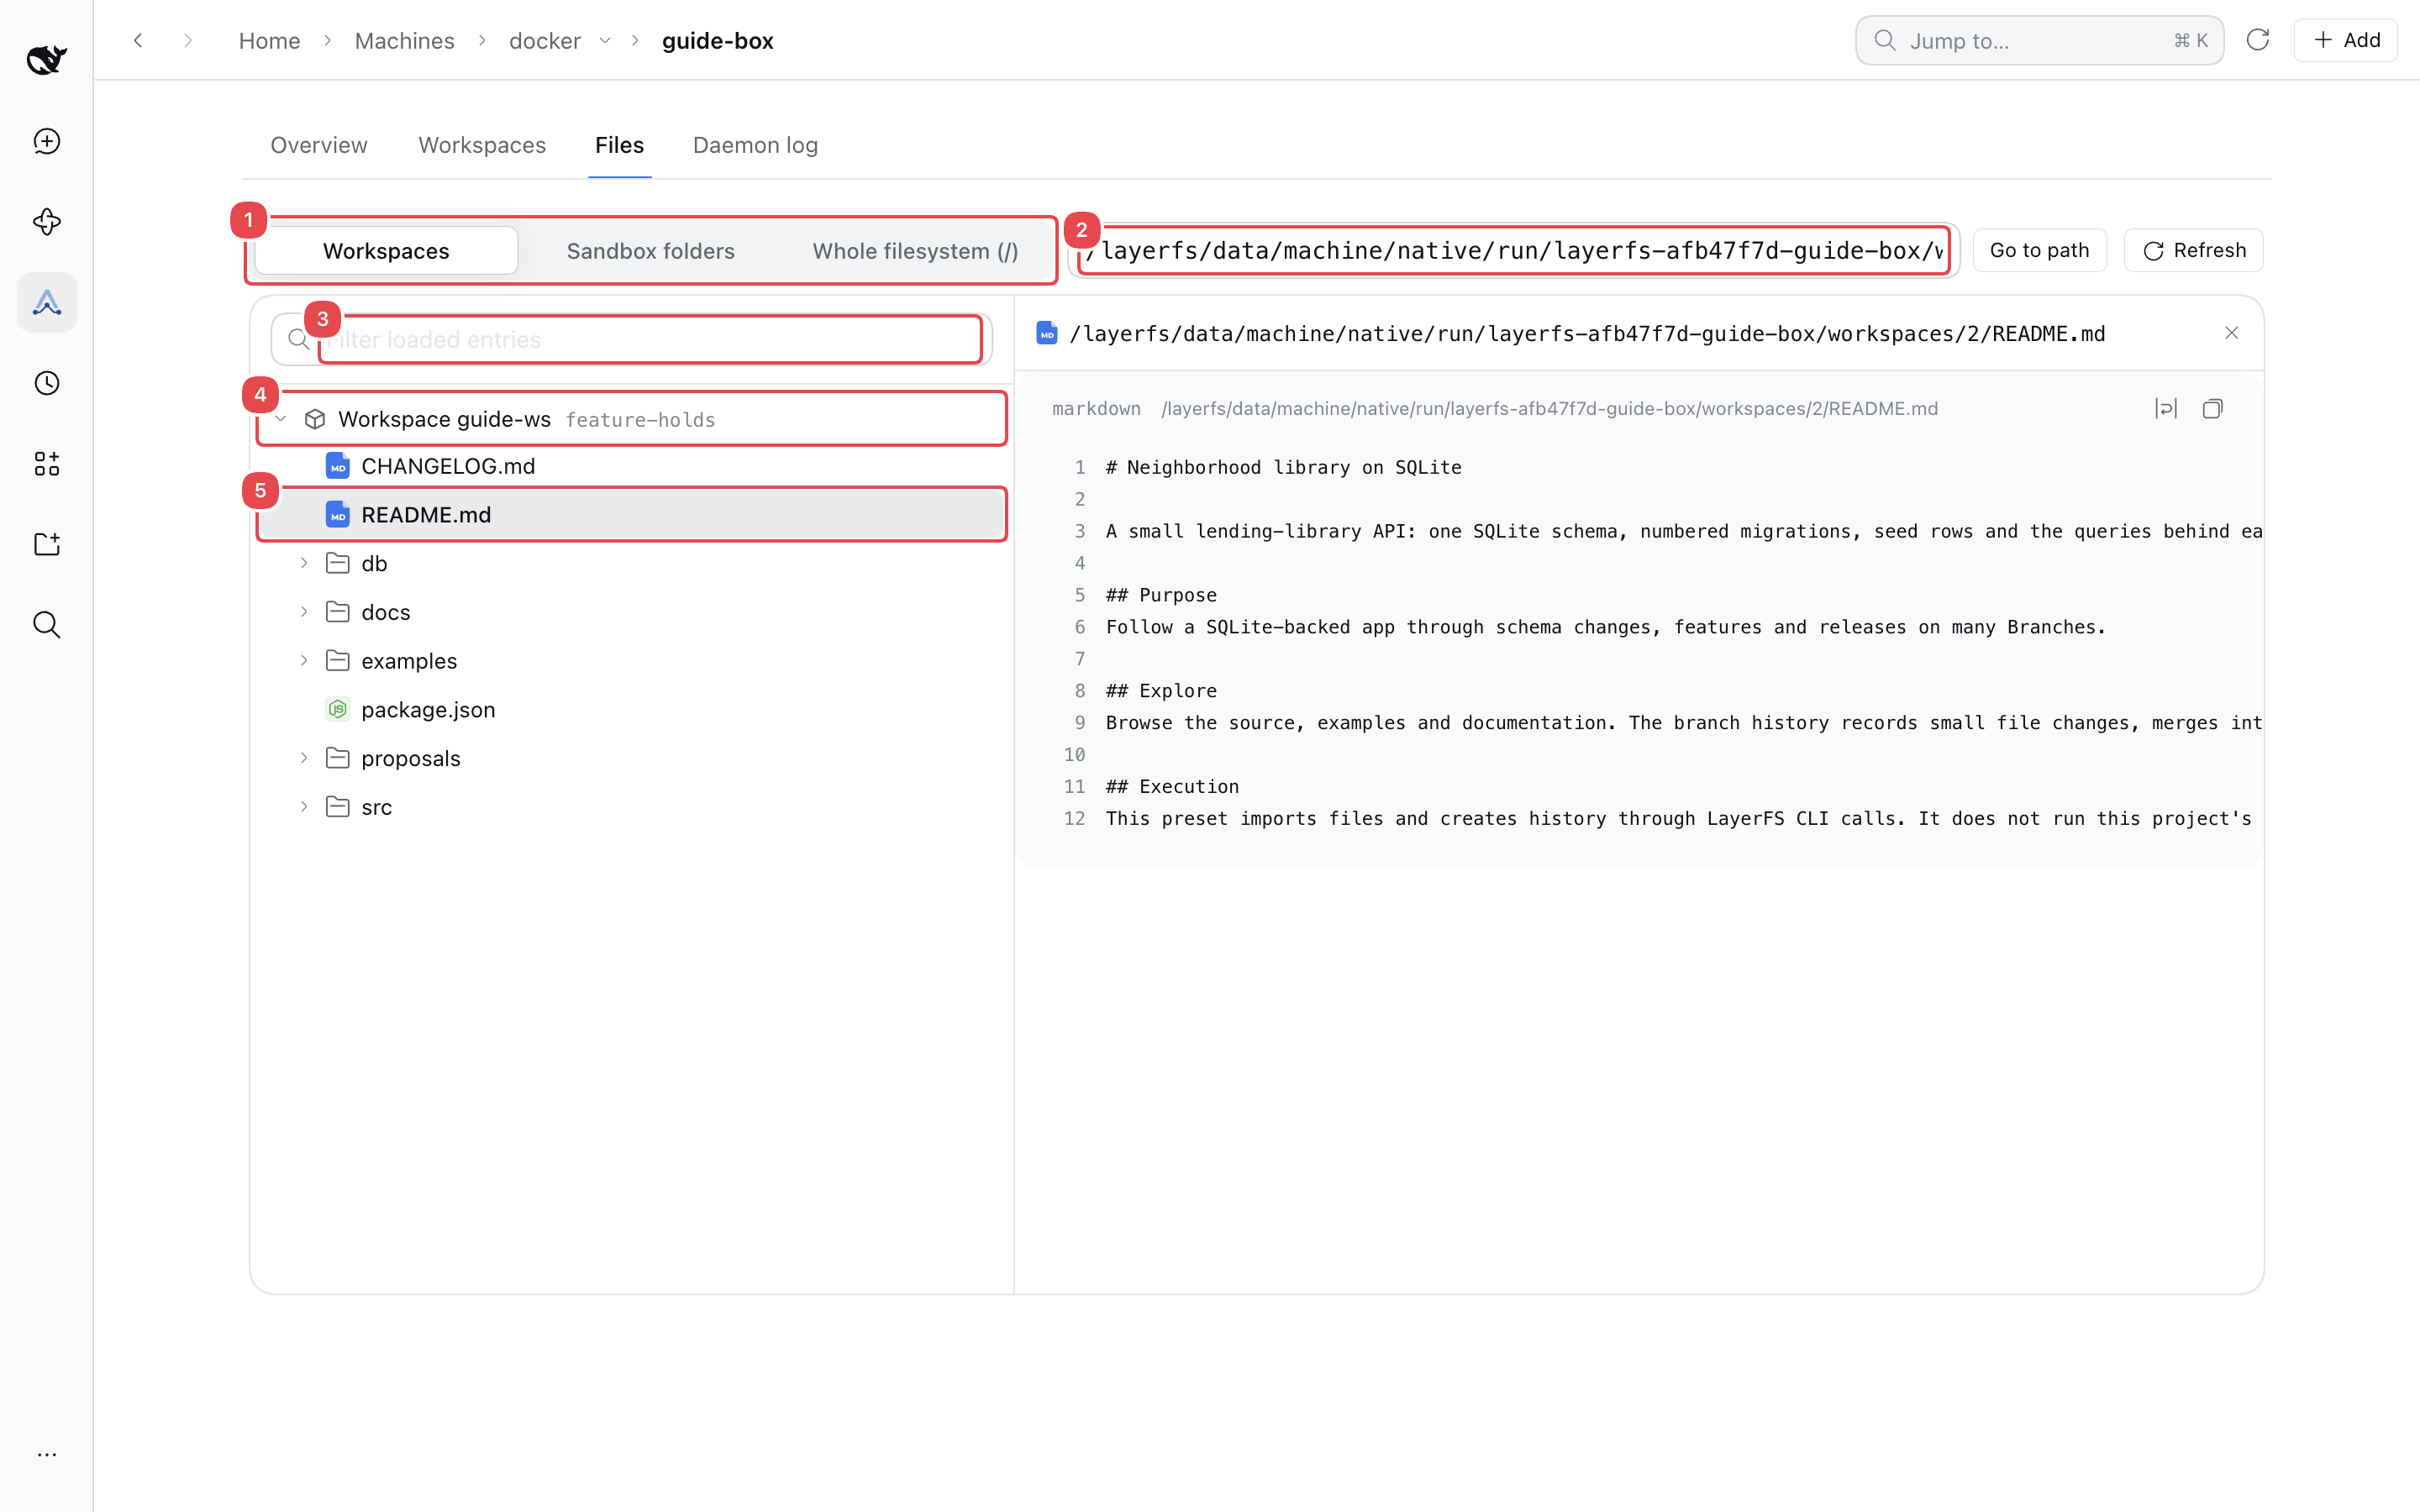 Home > Machines > docker > guide-box
Jump to... ⌘ K
+ Add
Overview Workspaces Files Daemon log
1
Workspaces Sandbox folders Whole filesystem (/)
2
/layerfs/data/machine/native/run/layerfs-afb47f7d-guide-box/w
Go to path
Refresh
3
Filter loaded entries
4
Workspace guide-ws feature-holds
CHANGELOG.md
5
README.md
db
docs
examples
package.json
proposals
src
/layerfs/data/machine/native/run/layerfs-afb47f7d-guide-box/workspaces/2/README.md
markdown /layerfs/data/machine/native/run/layerfs-afb47f7d-guide-box/workspaces/2/README.md
1 # Neighborhood library on SQLite
2
3 A small lending-library API: one SQLite schema, numbered migrations, seed rows and the queries behind ea
4
5 ## Purpose
6 Follow a SQLite-backed app through schema changes, features and releases on many Branches.
7
8 ## Explore
9 Browse the source, examples and documentation. The branch history records small file changes, merges int
10
11 ## Execution
12 This preset imports files and creates history through LayerFS CLI calls. It does not run this project's